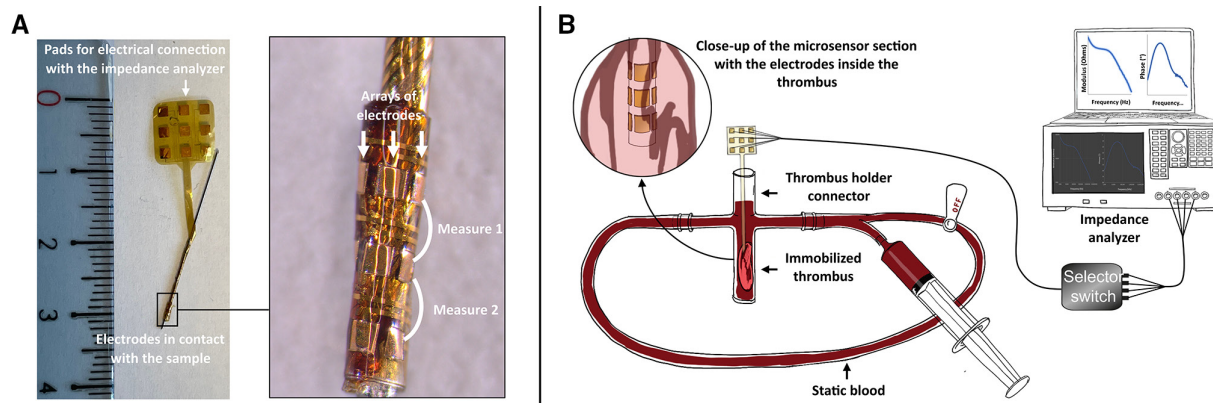 A
Pads for electrical connection
with the impedance analyzer
0
1
2
3
4
Electrodes in contact
with the sample
Arrays of
electrodes
Measure 1
Measure 2
B
Close-up of the microsensor section
with the electrodes inside the
thrombus
Thrombus holder
connector
Immobilized
thrombus
Static blood
OFF
Modulus (Ohms)
Frequency (Hz)
Phase (°)
Frequency...
Impedance
analyzer
Selector
switch